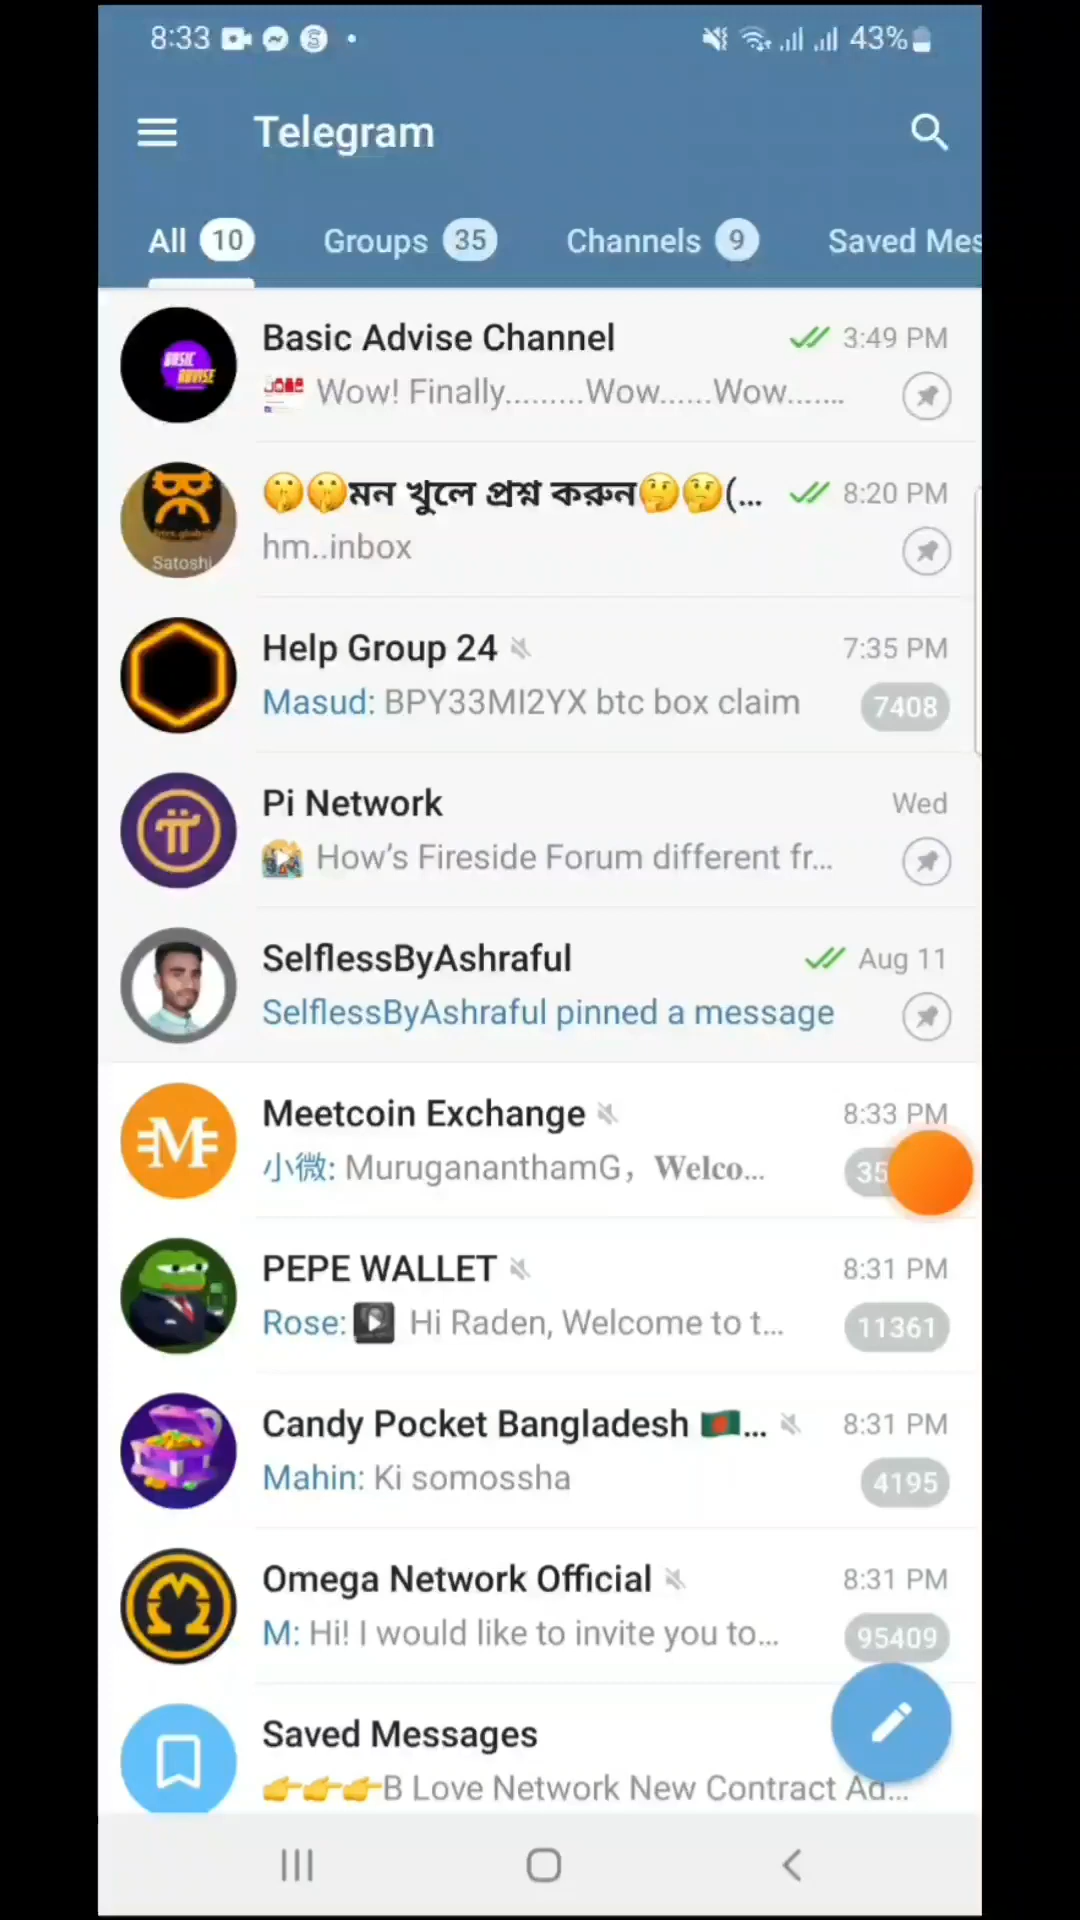 8:33 43%
Telegram
All 10 Groups 35 Channels 9 Saved Mes
Basic Advise Channel 3:49 PM
BASIC ADVISE
Wow! Finally.........Wow......Wow.......
🤫🤫মন খুলে প্রশ্ন করুন🤔🤔(... 8:20 PM
Satoshi
hm..inbox
Help Group 24 7:35 PM
Masud: BPY33MI2YX btc box claim 7408
Pi Network Wed
How's Fireside Forum different fr...
SelflessByAshraful Aug 11
SelflessByAshraful pinned a message
Meetcoin Exchange 8:33 PM
小微: MurugananthamG，𝐖𝐞𝐥𝐜𝐨... 35
PEPE WALLET 8:31 PM
Rose: Hi Raden, Welcome to t... 11361
Candy Pocket Bangladesh 🇧🇩... 8:31 PM
Mahin: Ki somossha 4195
Omega Network Official 8:31 PM
M: Hi! I would like to invite you to... 95409
Saved Messages
👉👉👉B Love Network New Contract Ad...